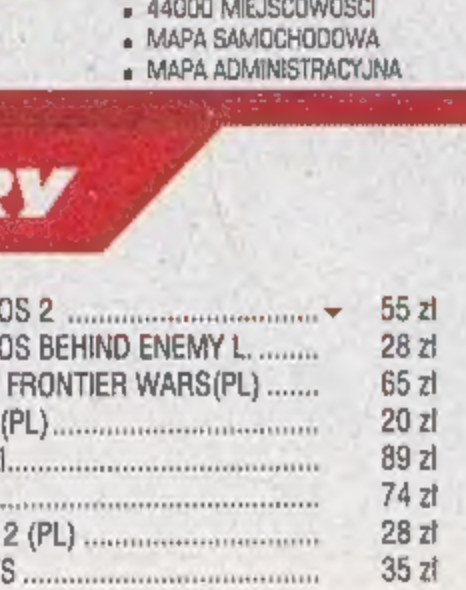 ▪ 44000 MIEJSCOWOŚCI
▪ MAPA SAMOCHODOWA
▪ MAPA ADMINISTRACYJNA
RY
OS 2 ..................................... 55 zł
OS BEHIND ENEMY L. ......... 28 zł
FRONTIER WARS(PL) ....... 65 zł
(PL)..................................... 20 zł
..................................... 89 zł
..................................... 74 zł
2 (PL) ..................................... 28 zł
S ..................................... 35 zł